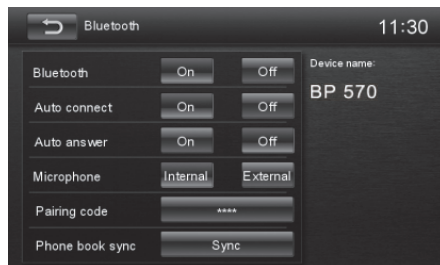 Bluetooth 11:30
Bluetooth On Off
Auto connect On Off
Auto answer On Off
Microphone Internal External
Pairing code ****
Phone book sync Sync
Device name:
BP 570